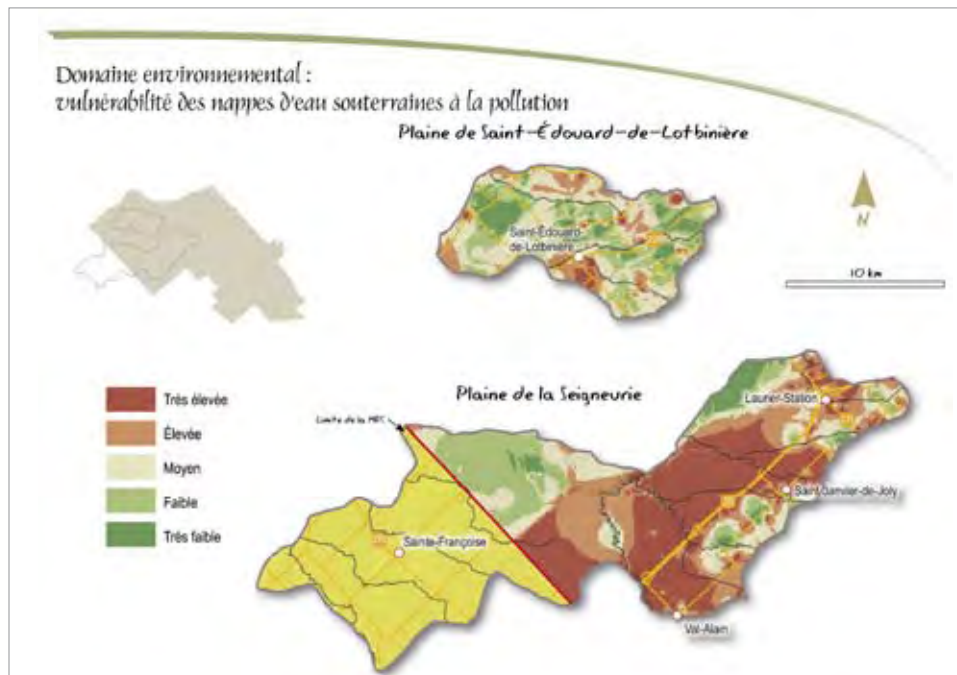 Domaine environnemental :
vulnérabilité des nappes d'eau souterraines à la pollution
Plaine de Saint-Édouard-de-Lotbinière
Saint-Édouard-
de-Lotbinière
N
10 km
Plaine de la Seigneurie
Très élevée
Élevée
Moyen
Faible
Très faible
Limite de la MRC
Laurier-Station
Saint-Janvier-de-Joly
Sainte-Françoise
Val-Alain